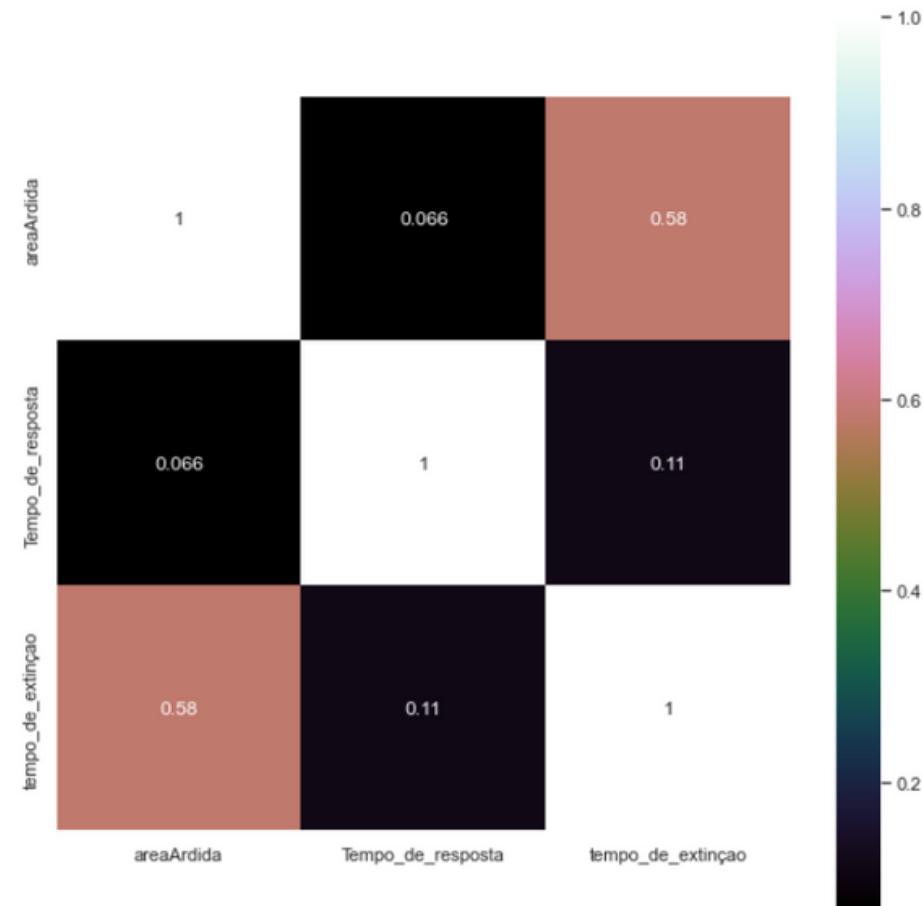 1.0
areaArdida
1 0.066 0.58
0.8
0.6
Tempo_de_resposta
0.066 1 0.11
0.4
tempo_de_extinçao
0.58 0.11 1
0.2
areaArdida Tempo_de_resposta tempo_de_extinçao